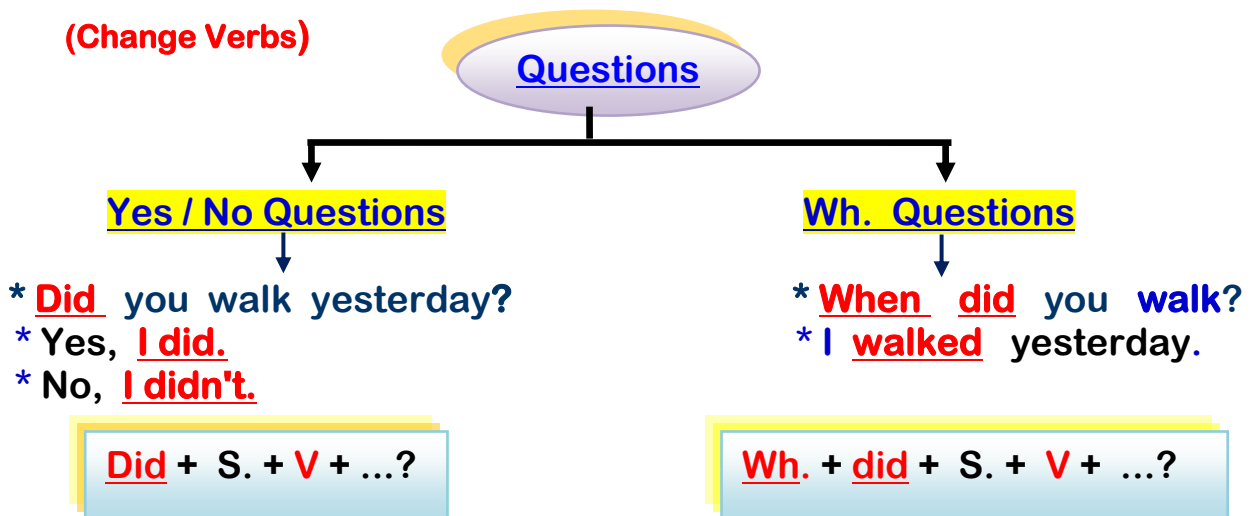 (Change Verbs)
Questions
Yes / No Questions
* Did you walk yesterday?
* Yes, I did.
* No, I didn't.
Did + S. + V + ...?
Wh. Questions
* When did you walk?
* I walked yesterday.
Wh. + did + S. + V + ...?